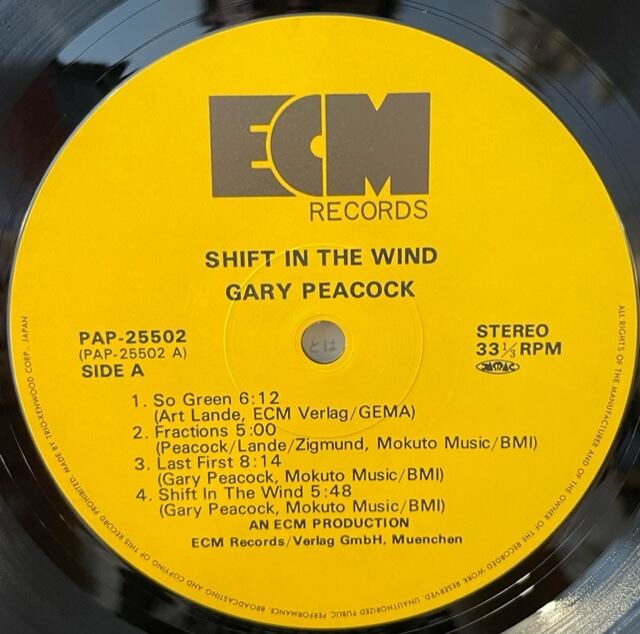 ECM
RECORDS
SHIFT IN THE WIND
GARY PEACOCK
PAP-25502
(PAP-25502 A)
SIDE A
STEREO
33 1/3 RPM
JASRAC
とは
1. So Green 6:12
(Art Lande, ECM Verlag/GEMA)
2. Fractions 5:00
(Peacock/Lande/Zigmund, Mokuto Music/BMI)
3. Last First 8:14
(Gary Peacock, Mokuto Music/BMI)
4. Shift In The Wind 5:48
(Gary Peacock, Mokuto Music/BMI)
AN ECM PRODUCTION
ECM Records/Verlag GmbH, Muenchen
ALL RIGHTS OF THE MANUFACTURER AND OF THE OWNER OF THE RECORDED WORK RESERVED. UNAUTHORIZED PUBLIC PERFORMANCE, BROADCASTING AND COPYING OF THIS RECORD PROHIBITED. MADE BY TRIO-KENWOOD CORP., JAPAN